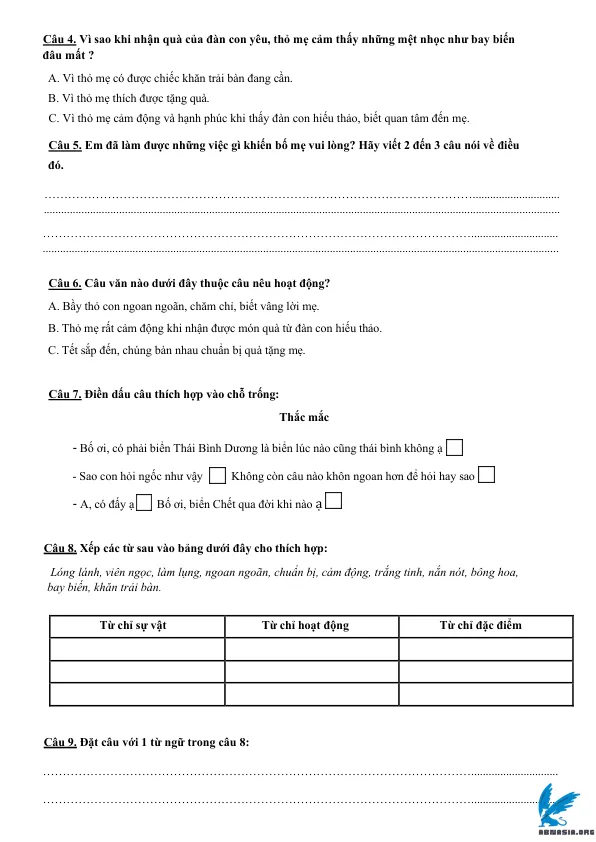 Câu 4. Vì sao khi nhận quà của đàn con yêu, thỏ mẹ cảm thấy những mệt nhọc như bay biến
đâu mất ?
A. Vì thỏ mẹ có được chiếc khăn trải bàn đang cần.
B. Vì thỏ mẹ thích được tặng quà.
C. Vì thỏ mẹ cảm động và hạnh phúc khi thấy đàn con hiếu thảo, biết quan tâm đến mẹ.
Câu 5. Em đã làm được những việc gì khiến bố mẹ vui lòng? Hãy viết 2 đến 3 câu nói về điều
đó.
Câu 6. Câu văn nào dưới đây thuộc câu nêu hoạt động?
A. Bầy thỏ con ngoan ngoãn, chăm chỉ, biết vâng lời mẹ.
B. Thỏ mẹ rất cảm động khi nhận được món quà từ đàn con hiếu thảo.
C. Tết sắp đến, chúng bàn nhau chuẩn bị quà tặng mẹ.
Câu 7. Điền dấu câu thích hợp vào chỗ trống:
Thắc mắc
- Bố ơi, có phải biển Thái Bình Dương là biển lúc nào cũng thái bình không ạ
- Sao con hỏi ngốc như vậy Không còn câu nào khôn ngoan hơn để hỏi hay sao
- A, có đấy ạ Bố ơi, biển Chết qua đời khi nào ạ
Câu 8. Xếp các từ sau vào bảng dưới đây cho thích hợp:
Lóng lánh, viên ngọc, làm lụng, ngoan ngoãn, chuẩn bị, cảm động, trắng tinh, nắn nót, bông hoa,
bay biến, khăn trải bàn.
Từ chỉ sự vật Từ chỉ hoạt động Từ chỉ đặc điểm
Câu 9. Đặt câu với 1 từ ngữ trong câu 8:
ABNASIA.ORG